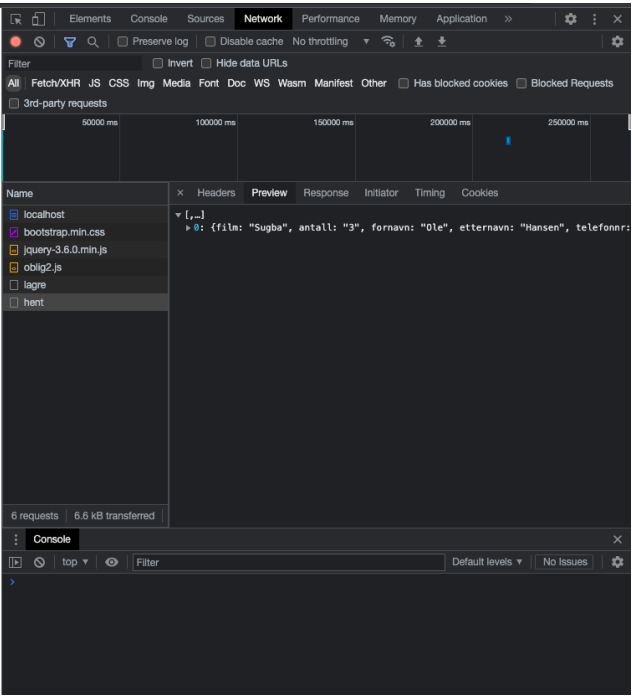 Elements Console Sources Network Performance Memory Application »
Preserve log Disable cache No throttling
Filter Invert Hide data URLs
All Fetch/XHR JS CSS Img Media Font Doc WS Wasm Manifest Other Has blocked cookies Blocked Requests
3rd-party requests
50000 ms 100000 ms 150000 ms 200000 ms 250000 ms
Name × Headers Preview Response Initiator Timing Cookies
localhost
bootstrap.min.css
jquery-3.6.0.min.js
oblig2.js
lagre
hent
▼[,…]
▶0: {film: "Sugba", antall: "3", fornavn: "Ole", etternavn: "Hansen", telefonnr:
6 requests 6.6 kB transferred
Console
top Filter Default levels No Issues